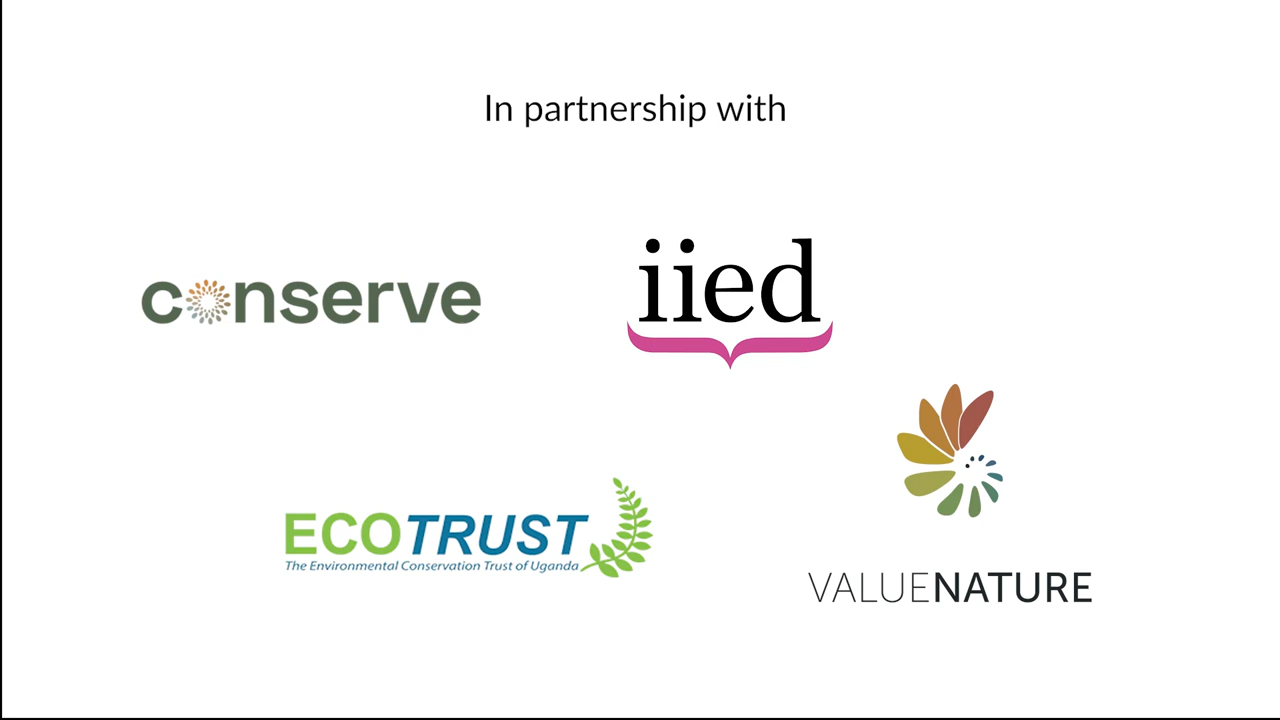 In partnership with
conserve
iied
ECOTRUST
The Environmental Conservation Trust of Uganda
VALUENATURE